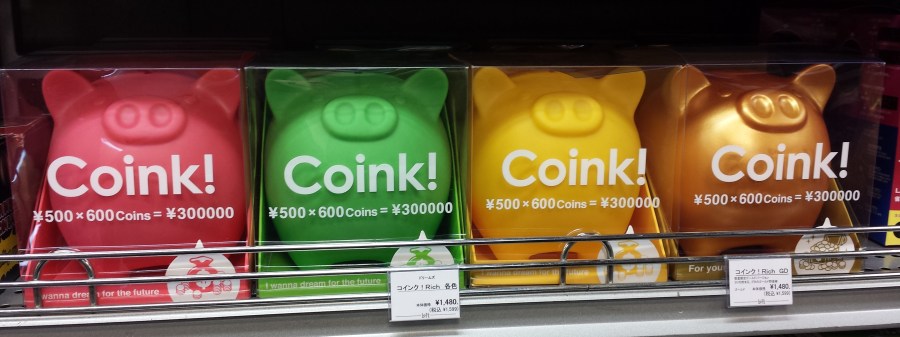 Coink!
¥500×600Coins=¥300000
wanna dream for the future
Coink!
¥500×600Coins=¥300000
I wanna dream for the future
Coink!
¥500×600Coins=¥300000
Coink!
¥500×600Coins=¥300000
For you
コインク！Rich 各色
¥1,480
コインク！Rich GD
¥1,480